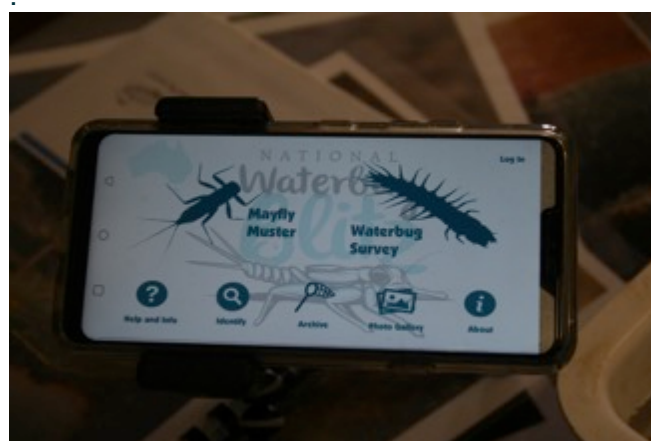 NATIONAL
Log in
Waterbug
Blitz
Mayfly
Muster
Waterbug
Survey
Help and Info
Identify
Archive
Photo Gallery
About